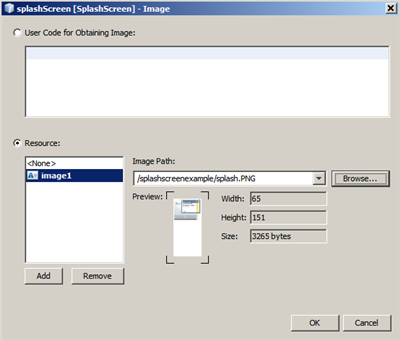 splashScreen [SplashScreen] - Image
User Code for Obtaining Image:
Resource:
<None>
image1
Image Path:
/splashscreenexample/splash.PNG
Browse...
Preview:
Width: 65
Height: 151
Size: 3265 bytes
Add Remove
OK Cancel